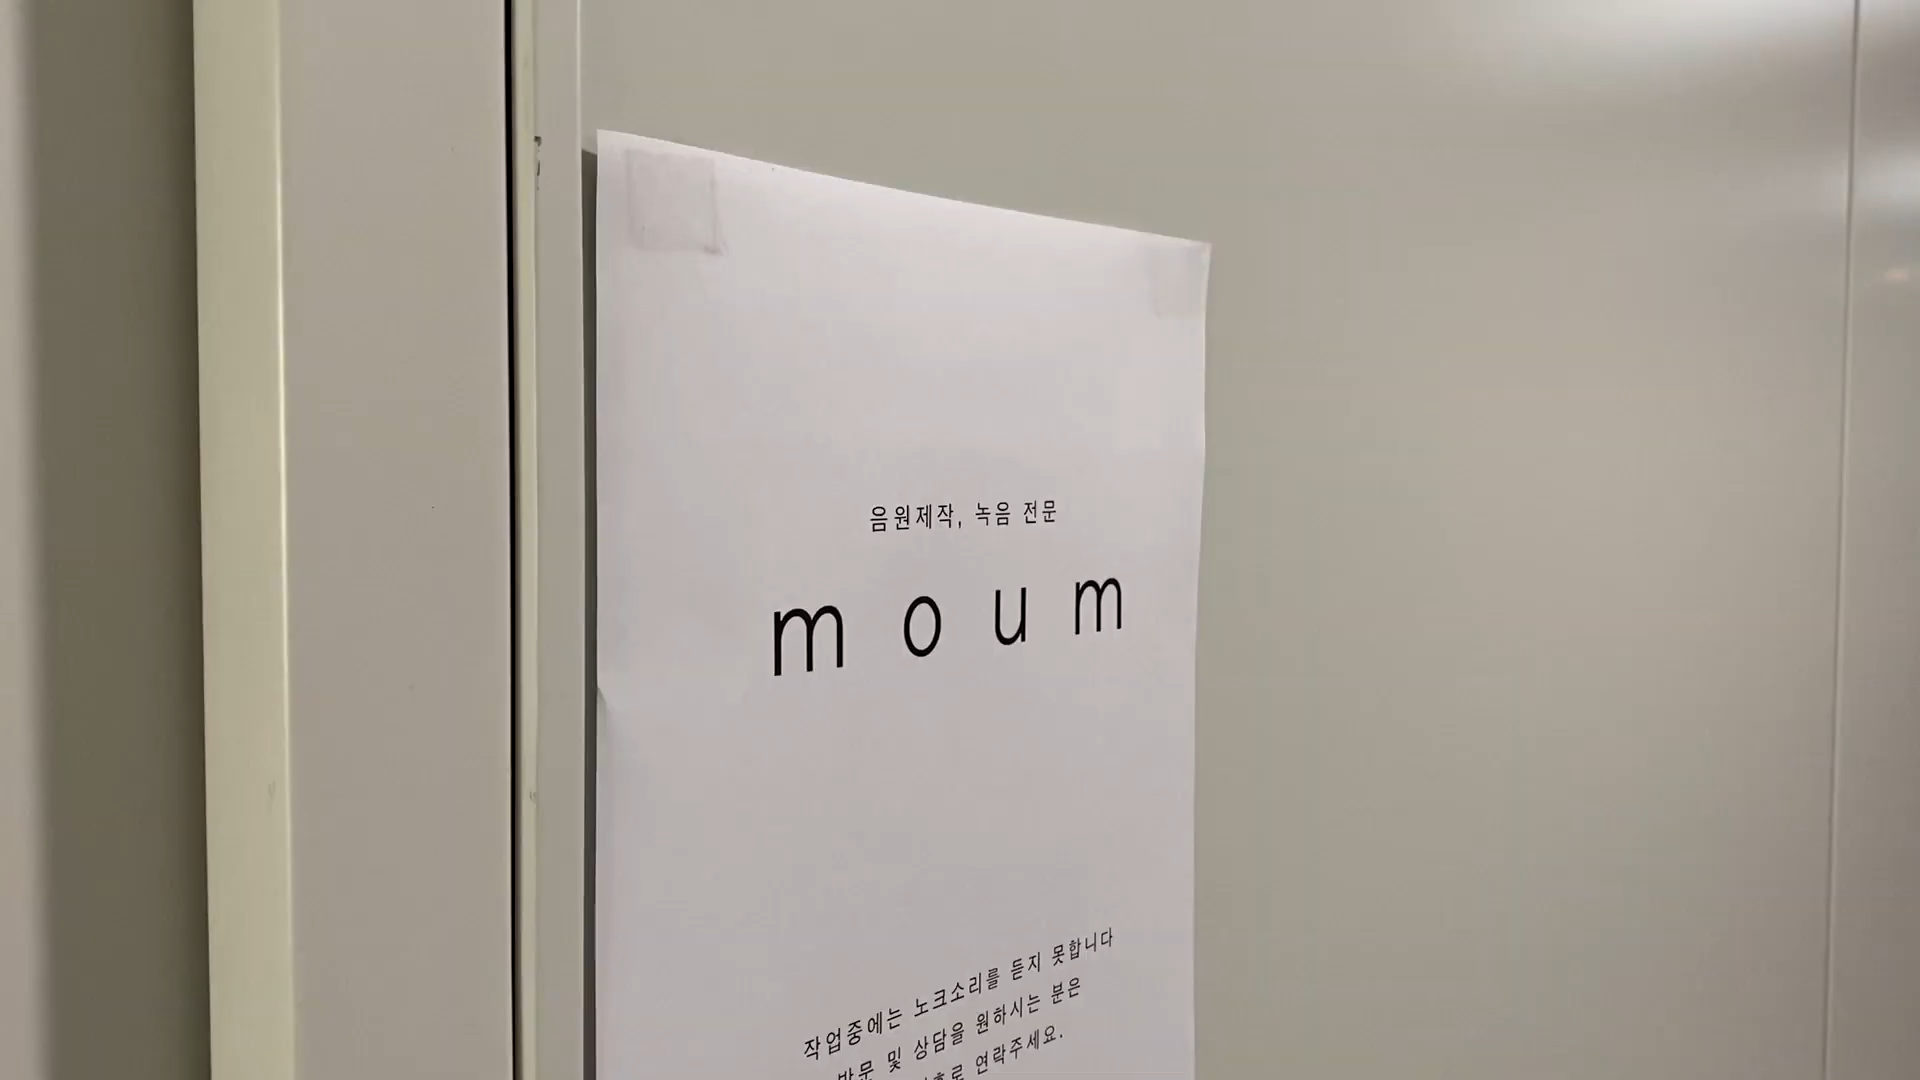 음원제작, 녹음 전문
moum
작업중에는 노크소리를 듣지 못합니다
방문 및 상담을 원하시는 분은
연락주세요.